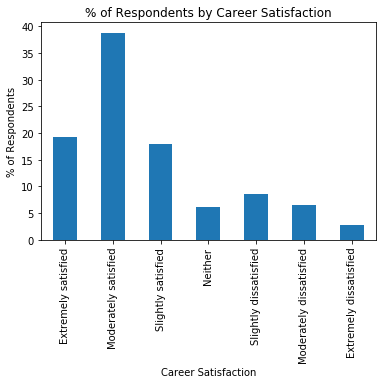 % of Respondents by Career Satisfaction
% of Respondents
40
35
30
25
20
15
10
5
0
Extremely satisfied
Moderately satisfied
Slightly satisfied
Neither
Slightly dissatisfied
Moderately dissatisfied
Extremely dissatisfied
Career Satisfaction